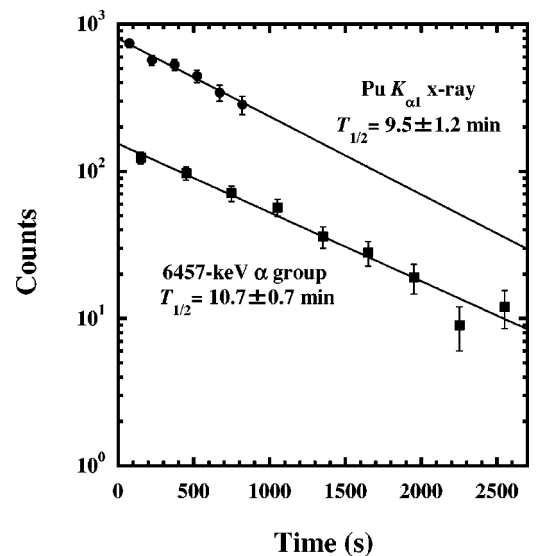 10³
Pu Kα1 x-ray
T1/2 = 9.5±1.2 min
10²
Counts
6457-keV α group
T1/2 = 10.7±0.7 min
10¹
10⁰
0 500 1000 1500 2000 2500
Time (s)